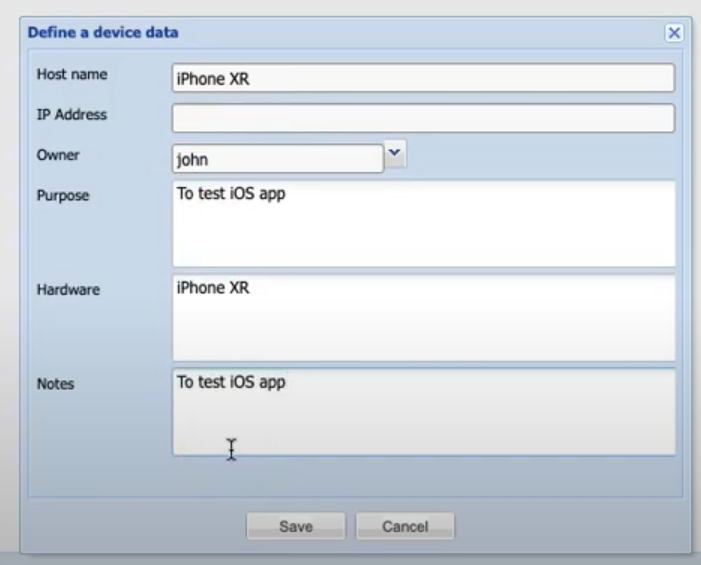 Define a device data
Host name
iPhone XR
IP Address
Owner
john
Purpose
To test iOS app
Hardware
iPhone XR
Notes
To test iOS app
Save
Cancel